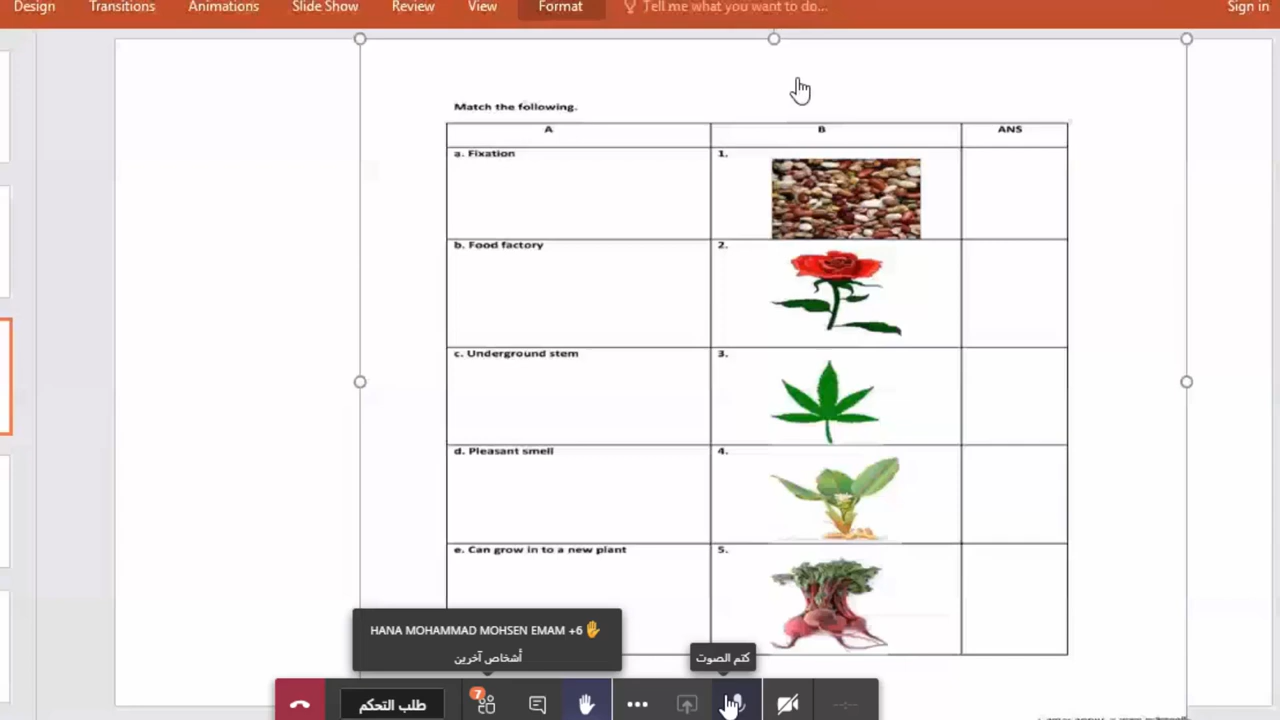 Design Transitions Animations Slide Show Review View Format Tell me what you want to do... Sign in
Match the following.
A B ANS
a. Fixation 1.
b. Food factory 2.
c. Underground stem 3.
d. Pleasant smell 4.
e. Can grow in to a new plant 5.
HANA MOHAMMAD MOHSEN EMAM +6
أشخاص آخرين
كتم الصوت
طلب التحكم
7